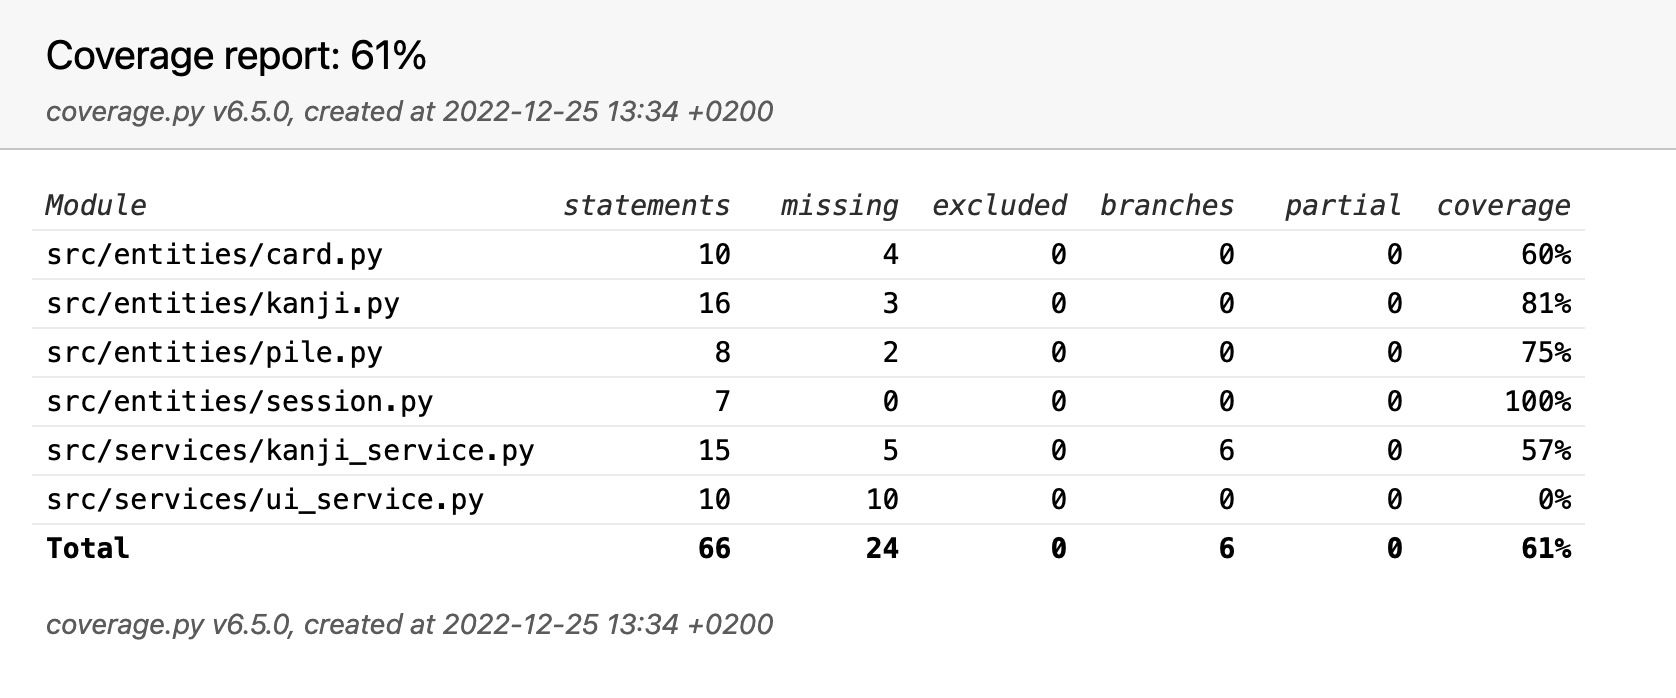 Coverage report: 61%
coverage.py v6.5.0, created at 2022-12-25 13:34 +0200
Module statements missing excluded branches partial coverage
src/entities/card.py 10 4 0 0 0 60%
src/entities/kanji.py 16 3 0 0 0 81%
src/entities/pile.py 8 2 0 0 0 75%
src/entities/session.py 7 0 0 0 0 100%
src/services/kanji_service.py 15 5 0 6 0 57%
src/services/ui_service.py 10 10 0 0 0 0%
Total 66 24 0 6 0 61%
coverage.py v6.5.0, created at 2022-12-25 13:34 +0200